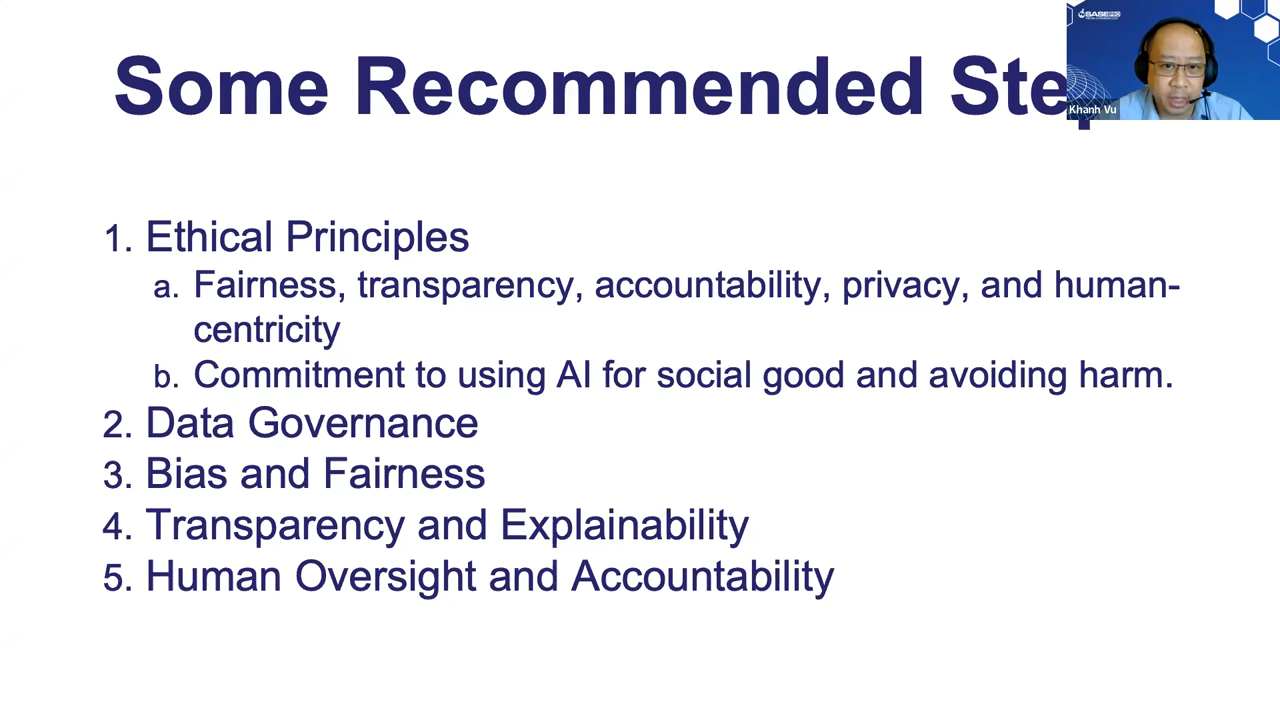 Some Recommended Step
SASEPRO
Khanh Vu
1. Ethical Principles
a. Fairness, transparency, accountability, privacy, and human-
centricity
b. Commitment to using AI for social good and avoiding harm.
2. Data Governance
3. Bias and Fairness
4. Transparency and Explainability
5. Human Oversight and Accountability